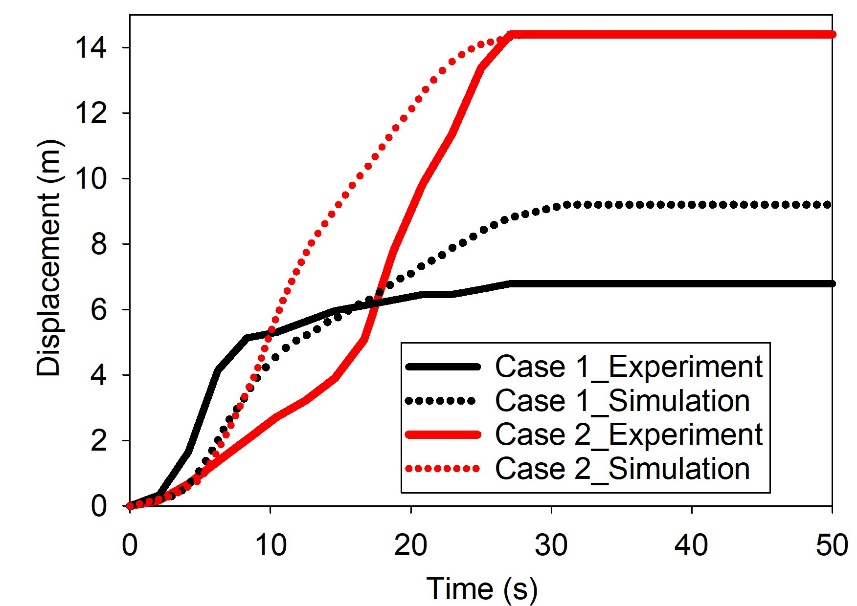 Displacement (m)
14
12
10
8
6
4
2
0
0 10 20 30 40 50
Time (s)
Case 1_Experiment
Case 1_Simulation
Case 2_Experiment
Case 2_Simulation